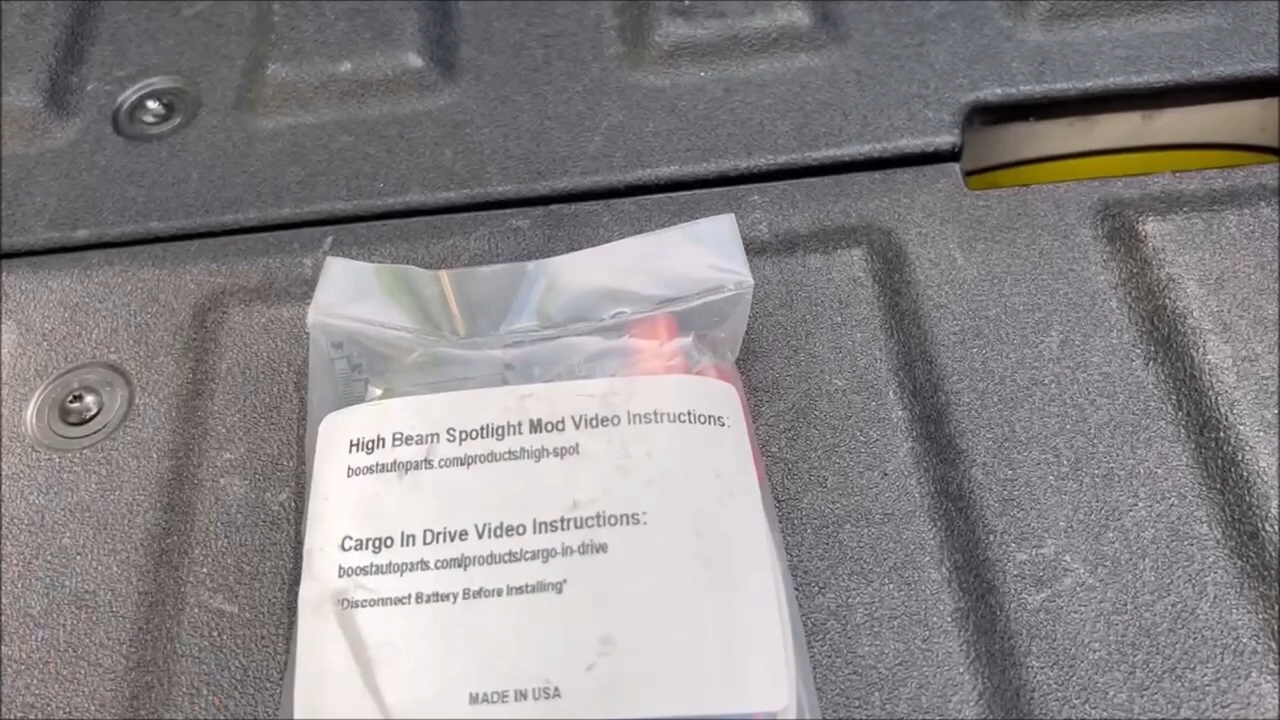 High Beam Spotlight Mod Video Instructions:
boostautoparts.com/products/high-spot
Cargo In Drive Video Instructions:
boostautoparts.com/products/cargo-in-drive
*Disconnect Battery Before Installing*
MADE IN USA